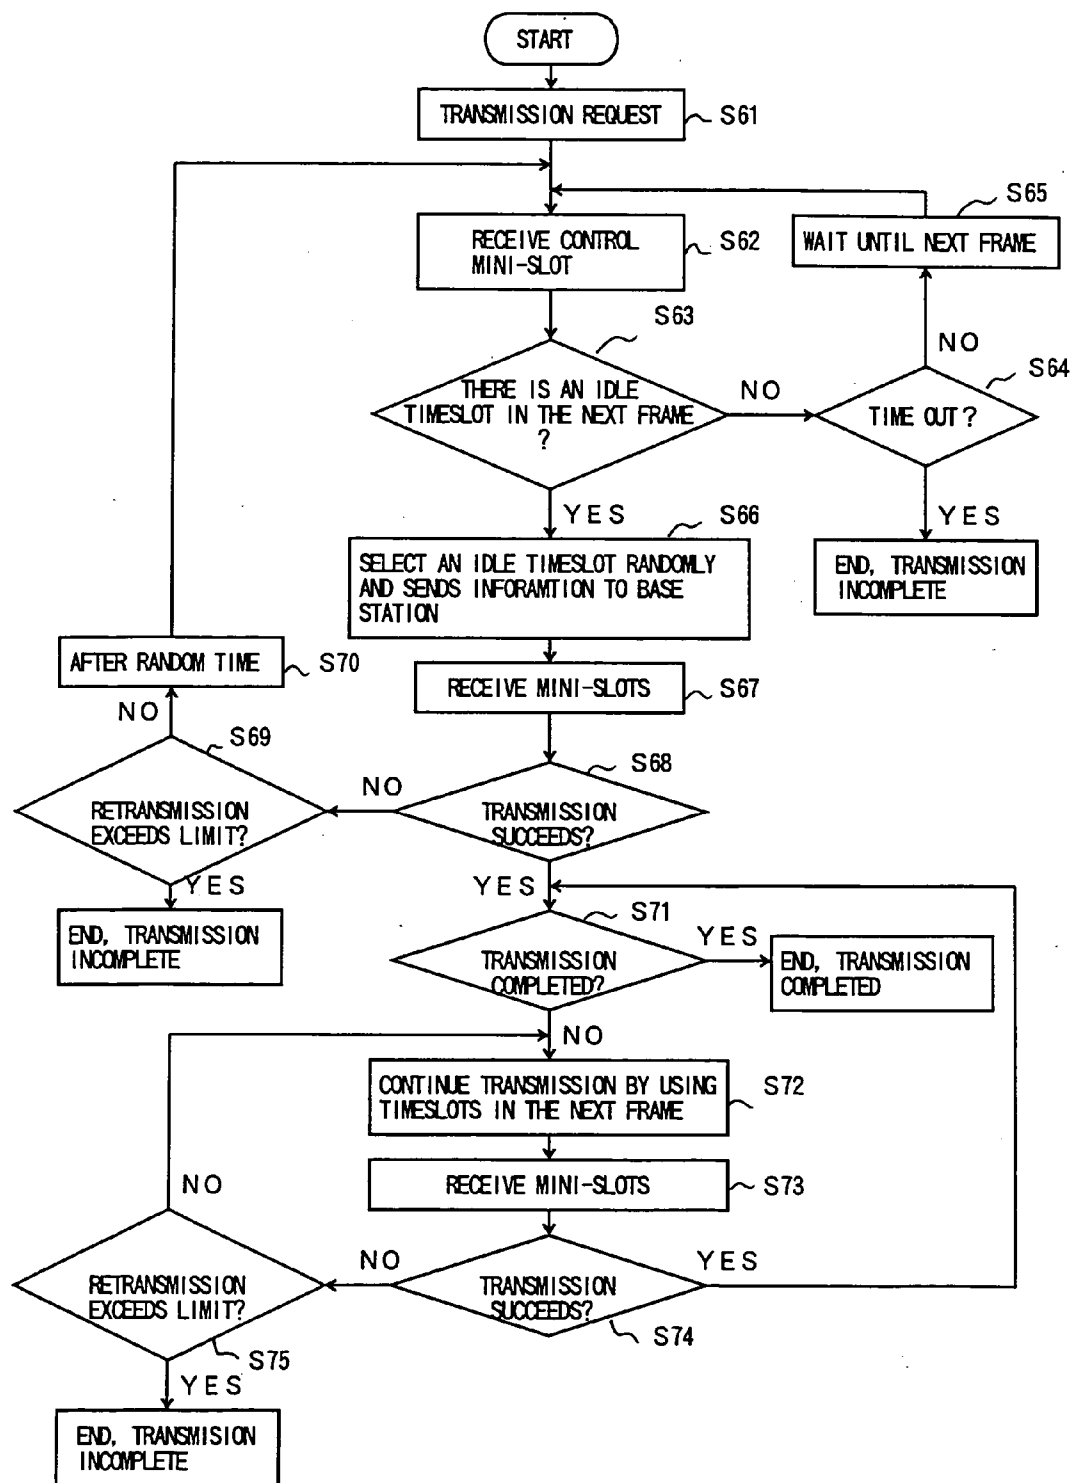 START
TRANSMISSION REQUEST
S61
S65
RECEIVE CONTROL
MINI-SLOT
S62
WAIT UNTIL NEXT FRAME
S63
NO
S64
THERE IS AN IDLE
TIMESLOT IN THE NEXT FRAME
?
NO
TIME OUT?
YES
S66
YES
SELECT AN IDLE TIMESLOT RANDOMLY
AND SENDS INFORAMTION TO BASE
STATION
END, TRANSMISSION
INCOMPLETE
AFTER RANDOM TIME
S70
RECEIVE MINI-SLOTS
S67
NO
S69
S68
NO
RETRANSMISSION
EXCEEDS LIMIT?
TRANSMISSION
SUCCEEDS?
YES
YES
S71
END, TRANSMISSION
INCOMPLETE
YES
TRANSMISSION
COMPLETED?
END, TRANSMISSION
COMPLETED
NO
CONTINUE TRANSMISSION BY USING
TIMESLOTS IN THE NEXT FRAME
S72
RECEIVE MINI-SLOTS
S73
NO
NO
YES
RETRANSMISSION
EXCEEDS LIMIT?
TRANSMISSION
SUCCEEDS?
S74
S75
YES
END, TRANSMISION
INCOMPLETE